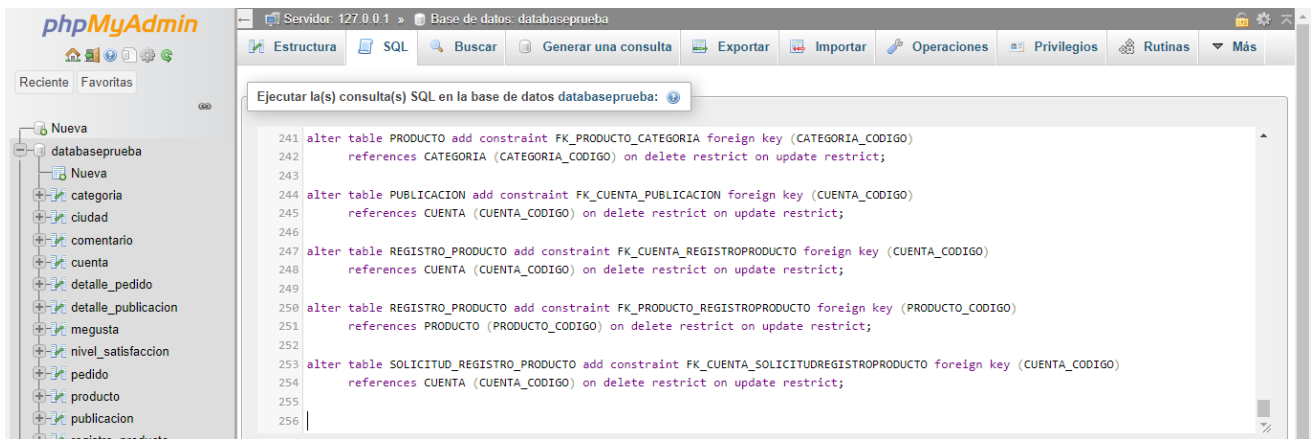 phpMyAdmin
Reciente Favoritas
Nueva
databaseprueba
Nueva
categoria
ciudad
comentario
cuenta
detalle_pedido
detalle_publicacion
megusta
nivel_satisfaccion
pedido
producto
publicacion
registro_producto
Servidor: 127.0.0.1 » Base de datos: databaseprueba
Estructura SQL Buscar Generar una consulta Exportar Importar Operaciones Privilegios Rutinas Más
Ejecutar la(s) consulta(s) SQL en la base de datos databaseprueba:
241 alter table PRODUCTO add constraint FK_PRODUCTO_CATEGORIA foreign key (CATEGORIA_CODIGO)
242 references CATEGORIA (CATEGORIA_CODIGO) on delete restrict on update restrict;
243
244 alter table PUBLICACION add constraint FK_CUENTA_PUBLICACION foreign key (CUENTA_CODIGO)
245 references CUENTA (CUENTA_CODIGO) on delete restrict on update restrict;
246
247 alter table REGISTRO_PRODUCTO add constraint FK_CUENTA_REGISTROPRODUCTO foreign key (CUENTA_CODIGO)
248 references CUENTA (CUENTA_CODIGO) on delete restrict on update restrict;
249
250 alter table REGISTRO_PRODUCTO add constraint FK_PRODUCTO_REGISTROPRODUCTO foreign key (PRODUCTO_CODIGO)
251 references PRODUCTO (PRODUCTO_CODIGO) on delete restrict on update restrict;
252
253 alter table SOLICITUD_REGISTRO_PRODUCTO add constraint FK_CUENTA_SOLICITUDREGISTROPRODUCTO foreign key (CUENTA_CODIGO)
254 references CUENTA (CUENTA_CODIGO) on delete restrict on update restrict;
255
256